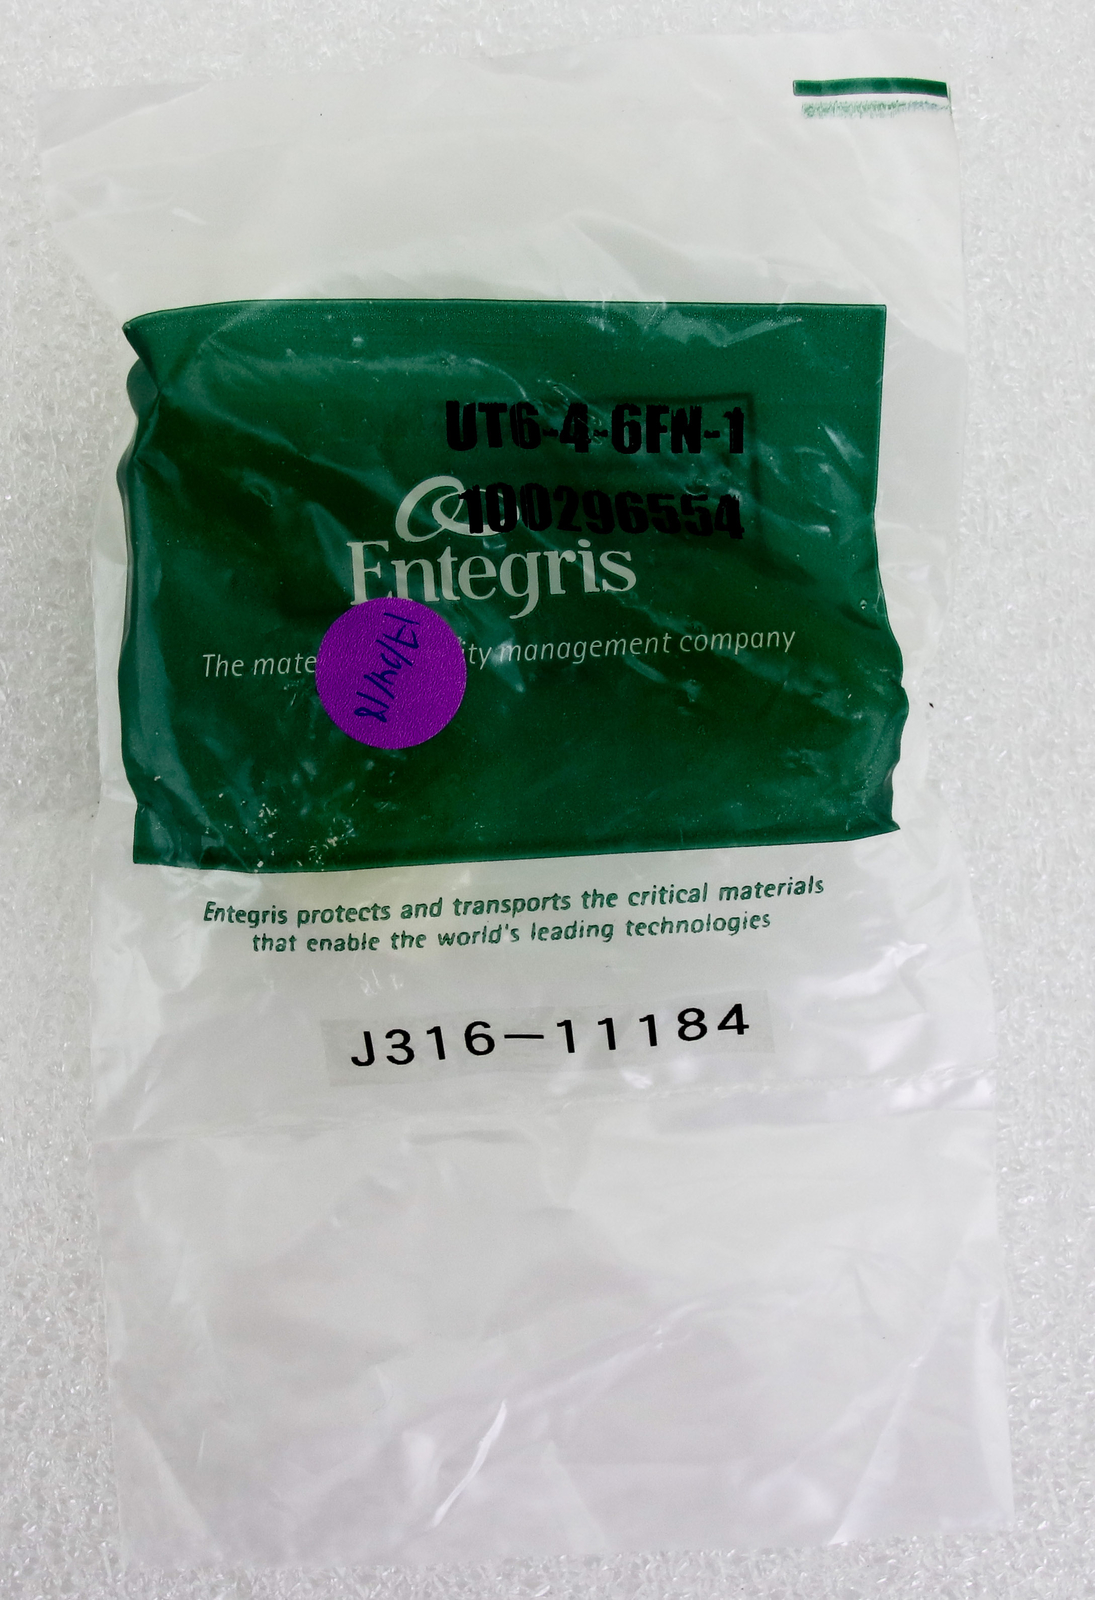 UT6-4-6FN-1
100296554
Entegris
The mate ity management company
Entegris protects and transports the critical materials
that enable the world's leading technologies
J316-11184